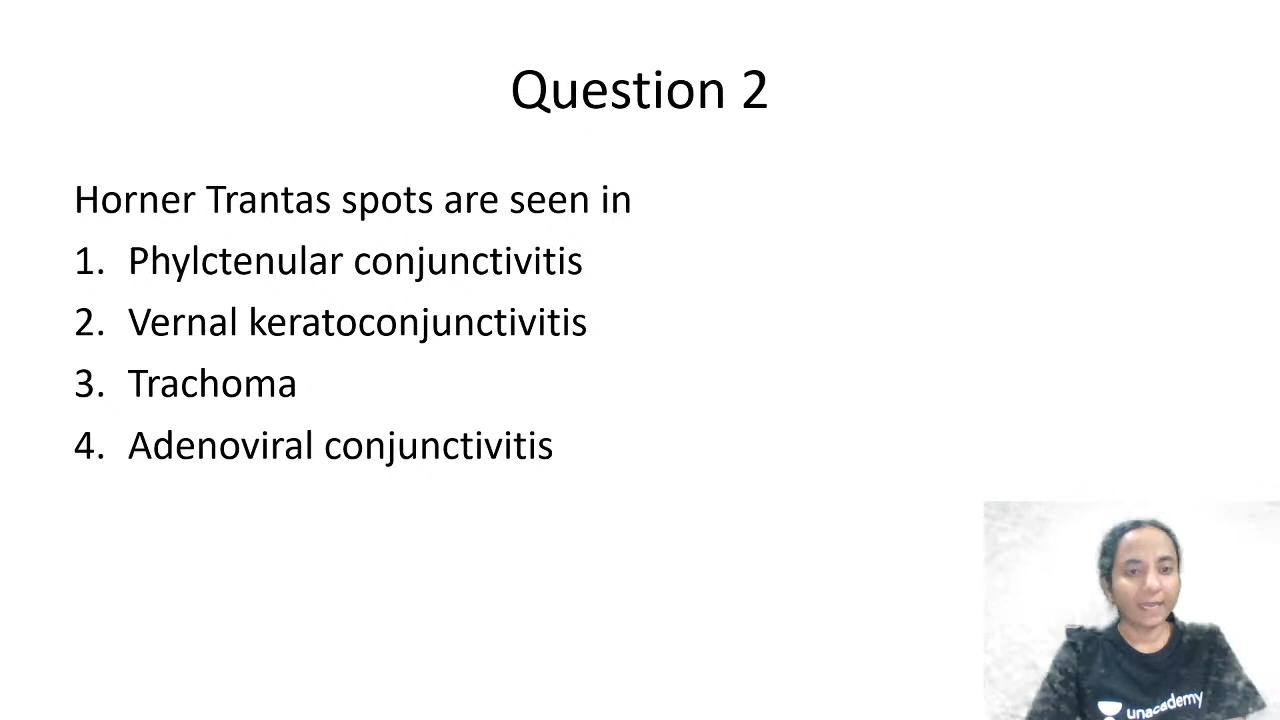 Question 2
Horner Trantas spots are seen in
1. Phylctenular conjunctivitis
2. Vernal keratoconjunctivitis
3. Trachoma
4. Adenoviral conjunctivitis
unacademy